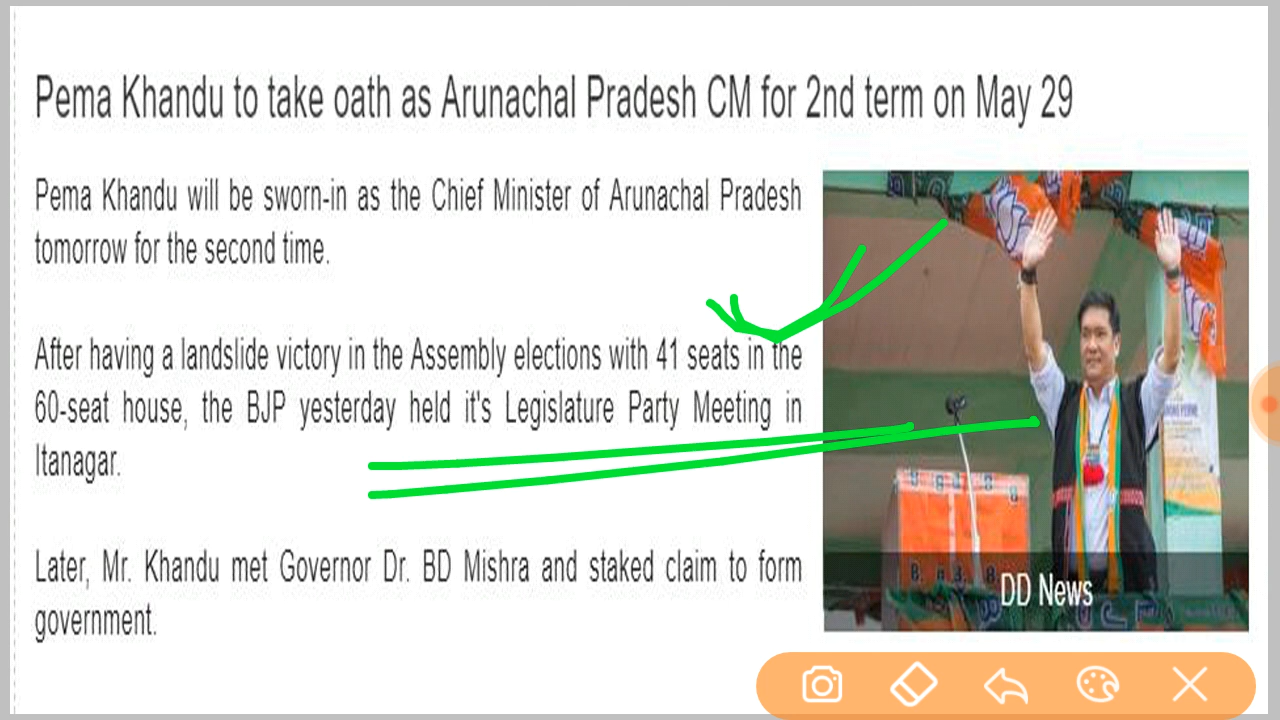 Pema Khandu to take oath as Arunachal Pradesh CM for 2nd term on May 29
Pema Khandu will be sworn-in as the Chief Minister of Arunachal Pradesh
tomorrow for the second time.
After having a landslide victory in the Assembly elections with 41 seats in the
60-seat house, the BJP yesterday held it's Legislature Party Meeting in
Itanagar.
Later, Mr. Khandu met Governor Dr. BD Mishra and staked claim to form
government.
DD News